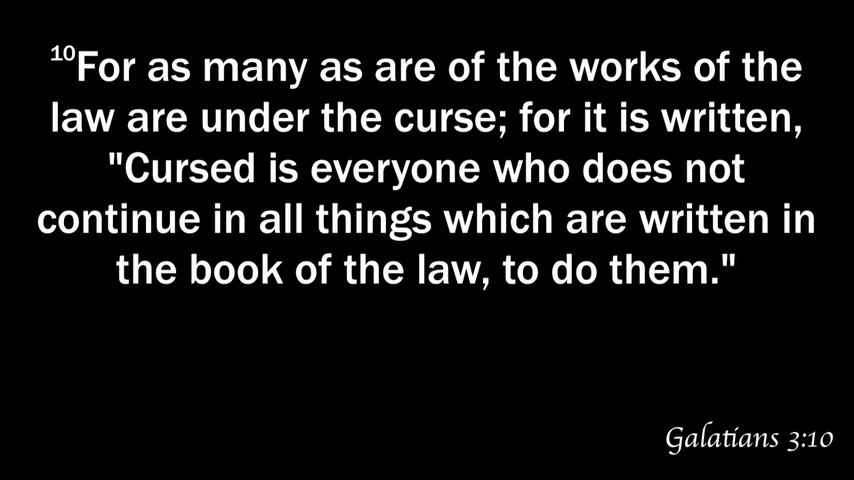 10For as many as are of the works of the
law are under the curse; for it is written,
"Cursed is everyone who does not
continue in all things which are written in
the book of the law, to do them."
Galatians 3:10